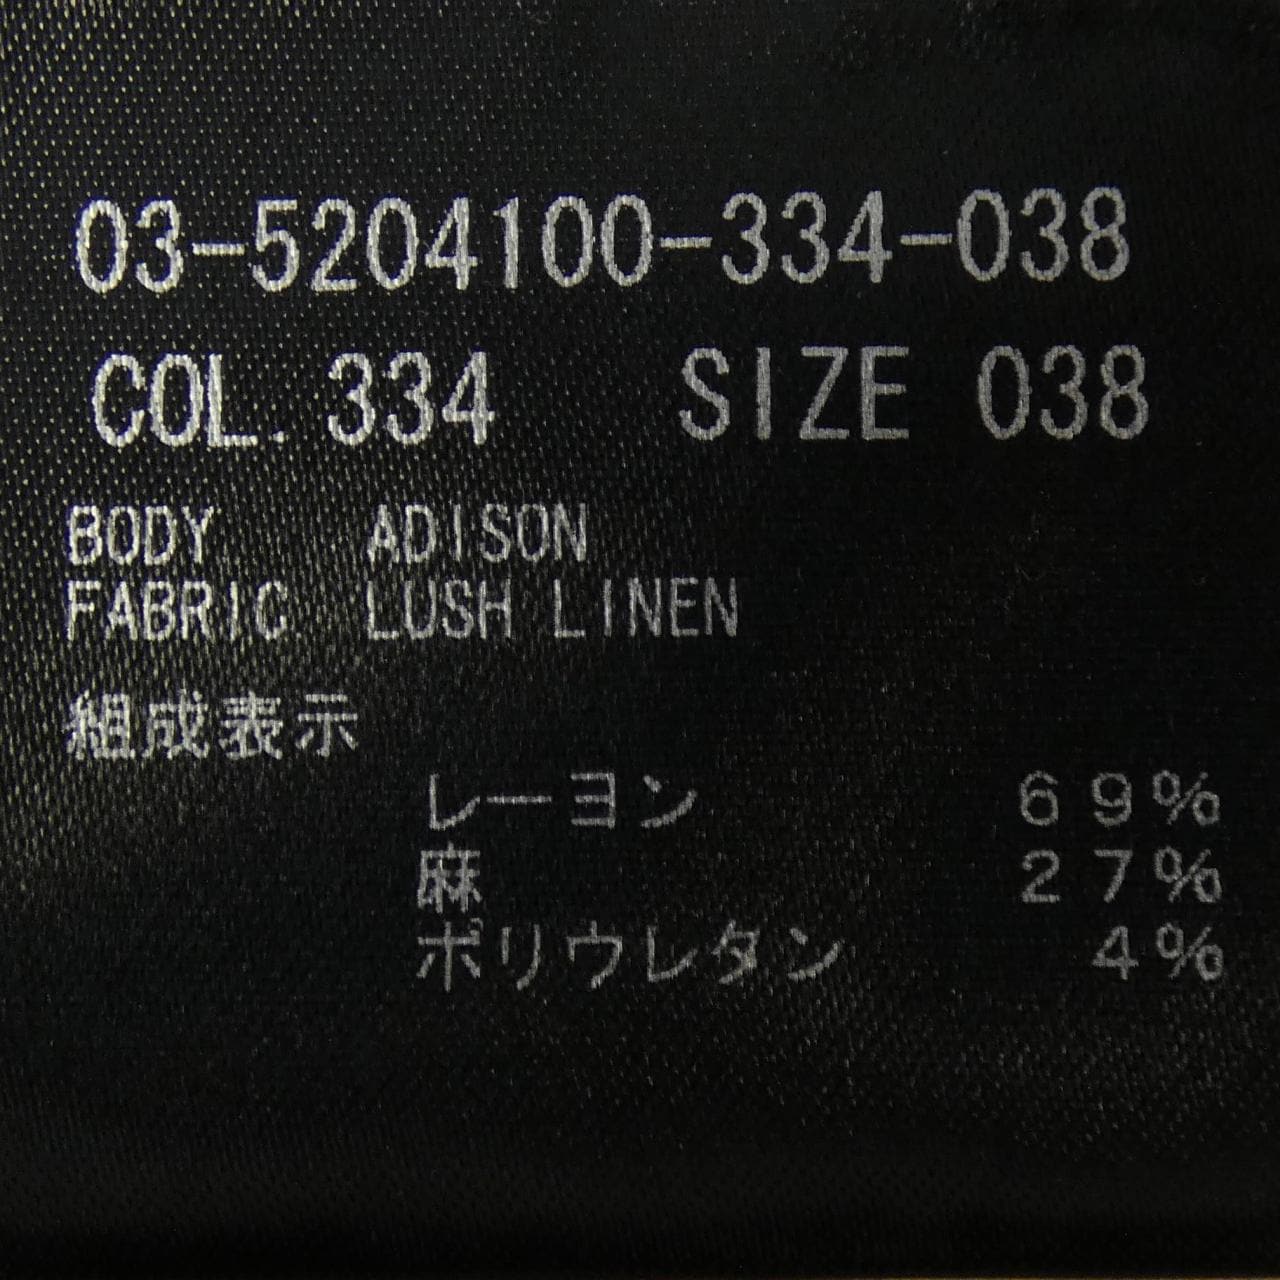 03-5204100-334-038
COL. 334 SIZE 038
BODY ADISON
FABRIC LUSH LINEN
組成表示
レーヨン 69%
麻 27%
ポリウレタン 4%